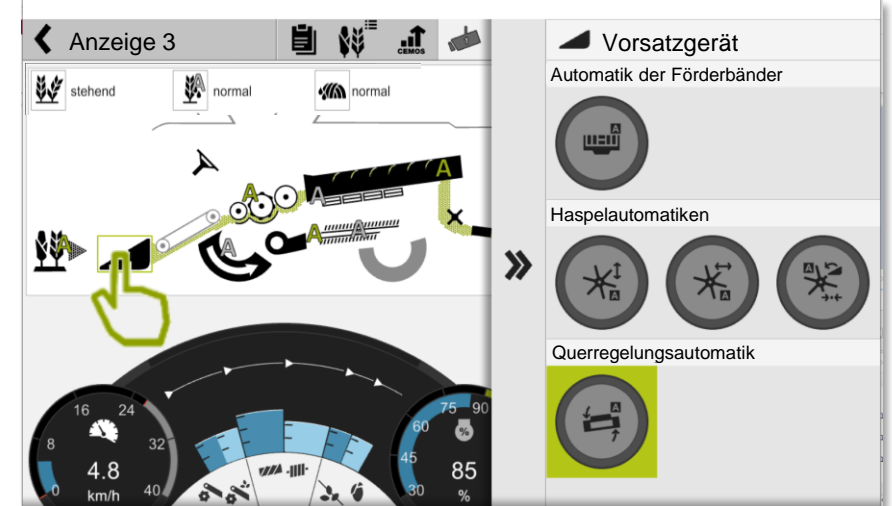 Anzeige 3
CEMOS
Vorsatzgerät
Automatik der Förderbänder
stehend
normal
normal
A
A
A
A
A
A
A
A
A
A
Haspelautomatiken
A
A
A
Querregelungsautomatik
A
16 24
8 32
0 40
4.8
km/h
75 90
60 %
45
30
85
%